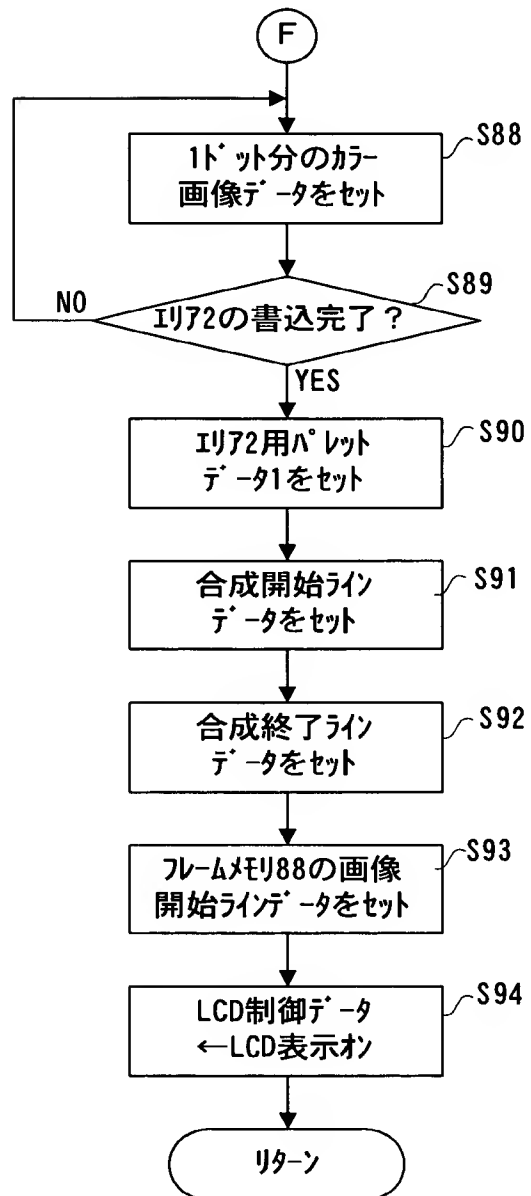 F
S88
1ﾄﾞｯﾄ分のｶﾗｰ
画像ﾃﾞｰﾀをｾｯﾄ
S89
NO
ｴﾘｱ2の書込完了？
YES
S90
ｴﾘｱ2用ﾊﾟﾚｯﾄ
ﾃﾞｰﾀ1をｾｯﾄ
S91
合成開始ﾗｲﾝ
ﾃﾞｰﾀをｾｯﾄ
S92
合成終了ﾗｲﾝ
ﾃﾞｰﾀをｾｯﾄ
S93
ﾌﾚｰﾑﾒﾓﾘ88の画像
開始ﾗｲﾝﾃﾞｰﾀをｾｯﾄ
S94
LCD制御ﾃﾞｰﾀ
←LCD表示ｵﾝ
ﾘﾀｰﾝ